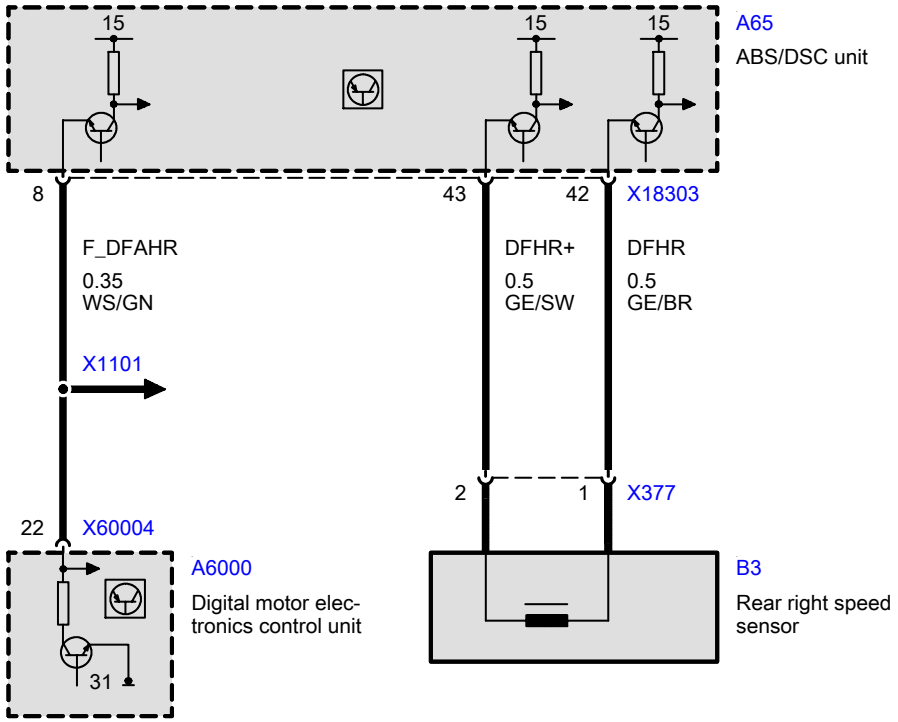 15
15
15
A65
ABS/DSC unit
8
43
42
X18303
F_DFAHR
0.35
WS/GN
DFHR+
0.5
GE/SW
DFHR
0.5
GE/BR
X1101
2
1
X377
22
X60004
A6000
Digital motor elec-
tronics control unit
31
B3
Rear right speed
sensor